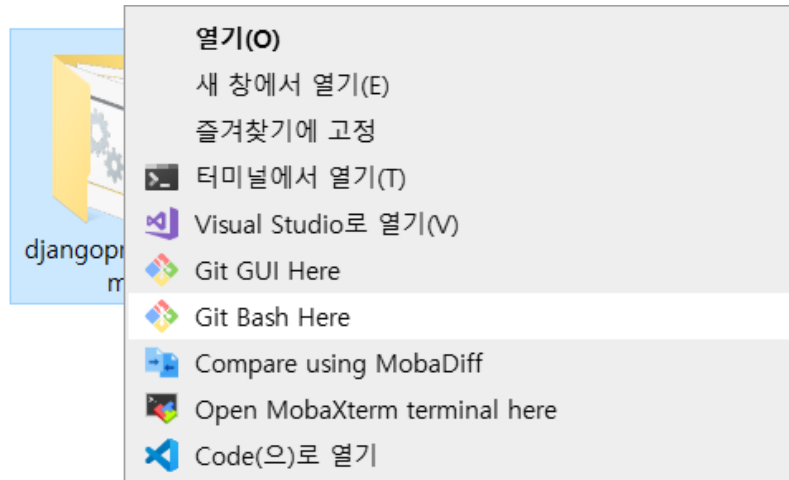 열기(O)
새 창에서 열기(E)
즐겨찾기에 고정
터미널에서 열기(T)
Visual Studio로 열기(V)
djangopr
m
Git GUI Here
Git Bash Here
Compare using MobaDiff
Open MobaXterm terminal here
Code(으)로 열기